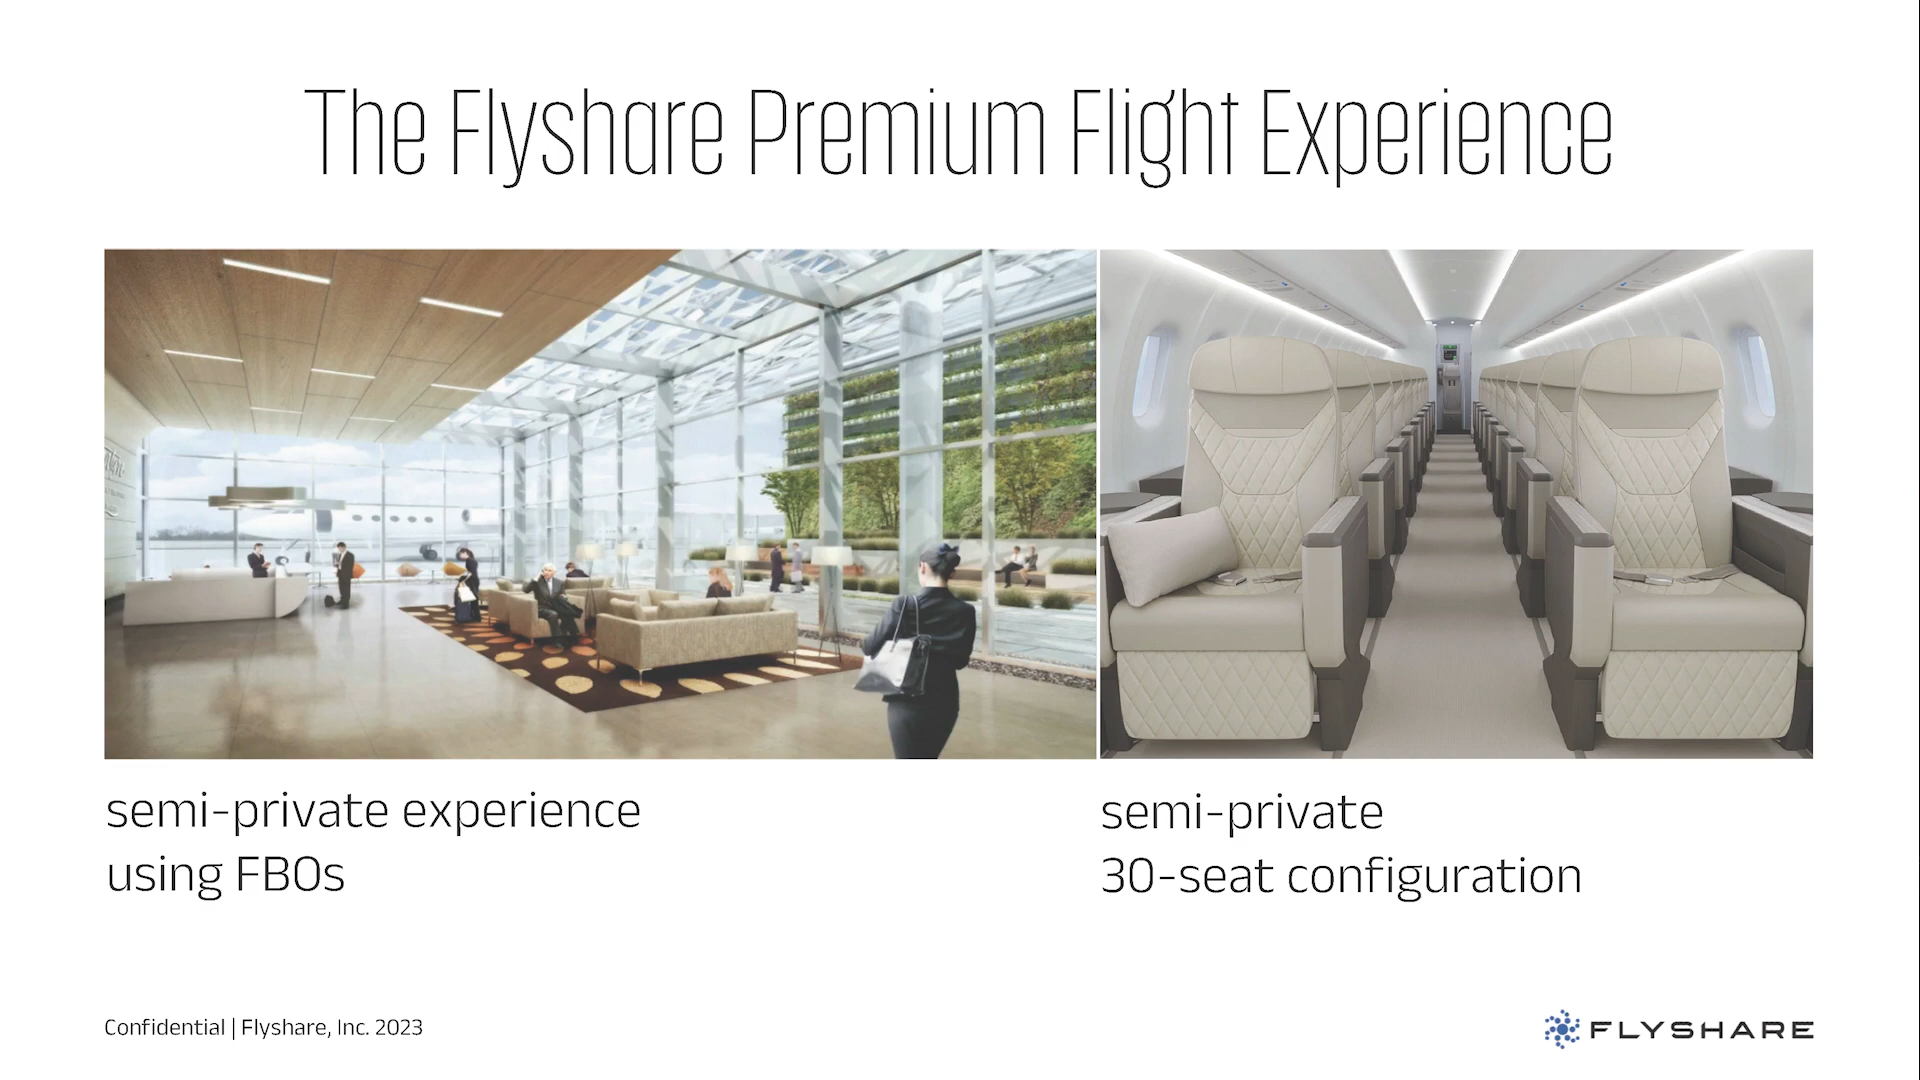 The Flyshare Premium Flight Experience
semi-private experience
using FBOs
semi-private
30-seat configuration
Confidential | Flyshare, Inc. 2023
FLYSHARE